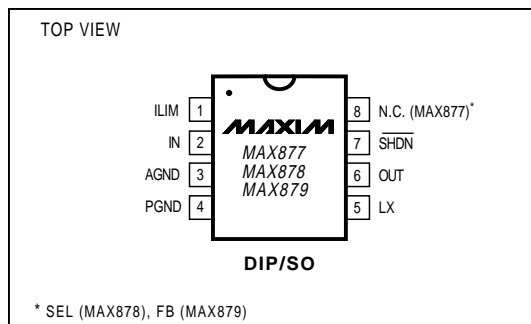 TOP VIEW
ILIM 1
8 N.C. (MAX877)*
MAXIM
IN 2
MAX877
7 SHDN
AGND 3
MAX878
6 OUT
MAX879
PGND 4
5 LX
DIP/SO
* SEL (MAX878), FB (MAX879)